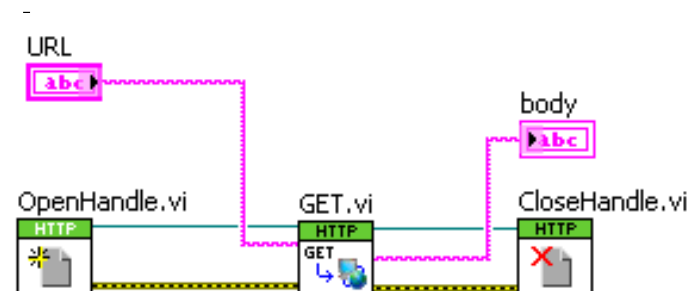 URL
abc
body
abc
OpenHandle.vi
GET.vi
CloseHandle.vi
HTTP
HTTP
HTTP
GET